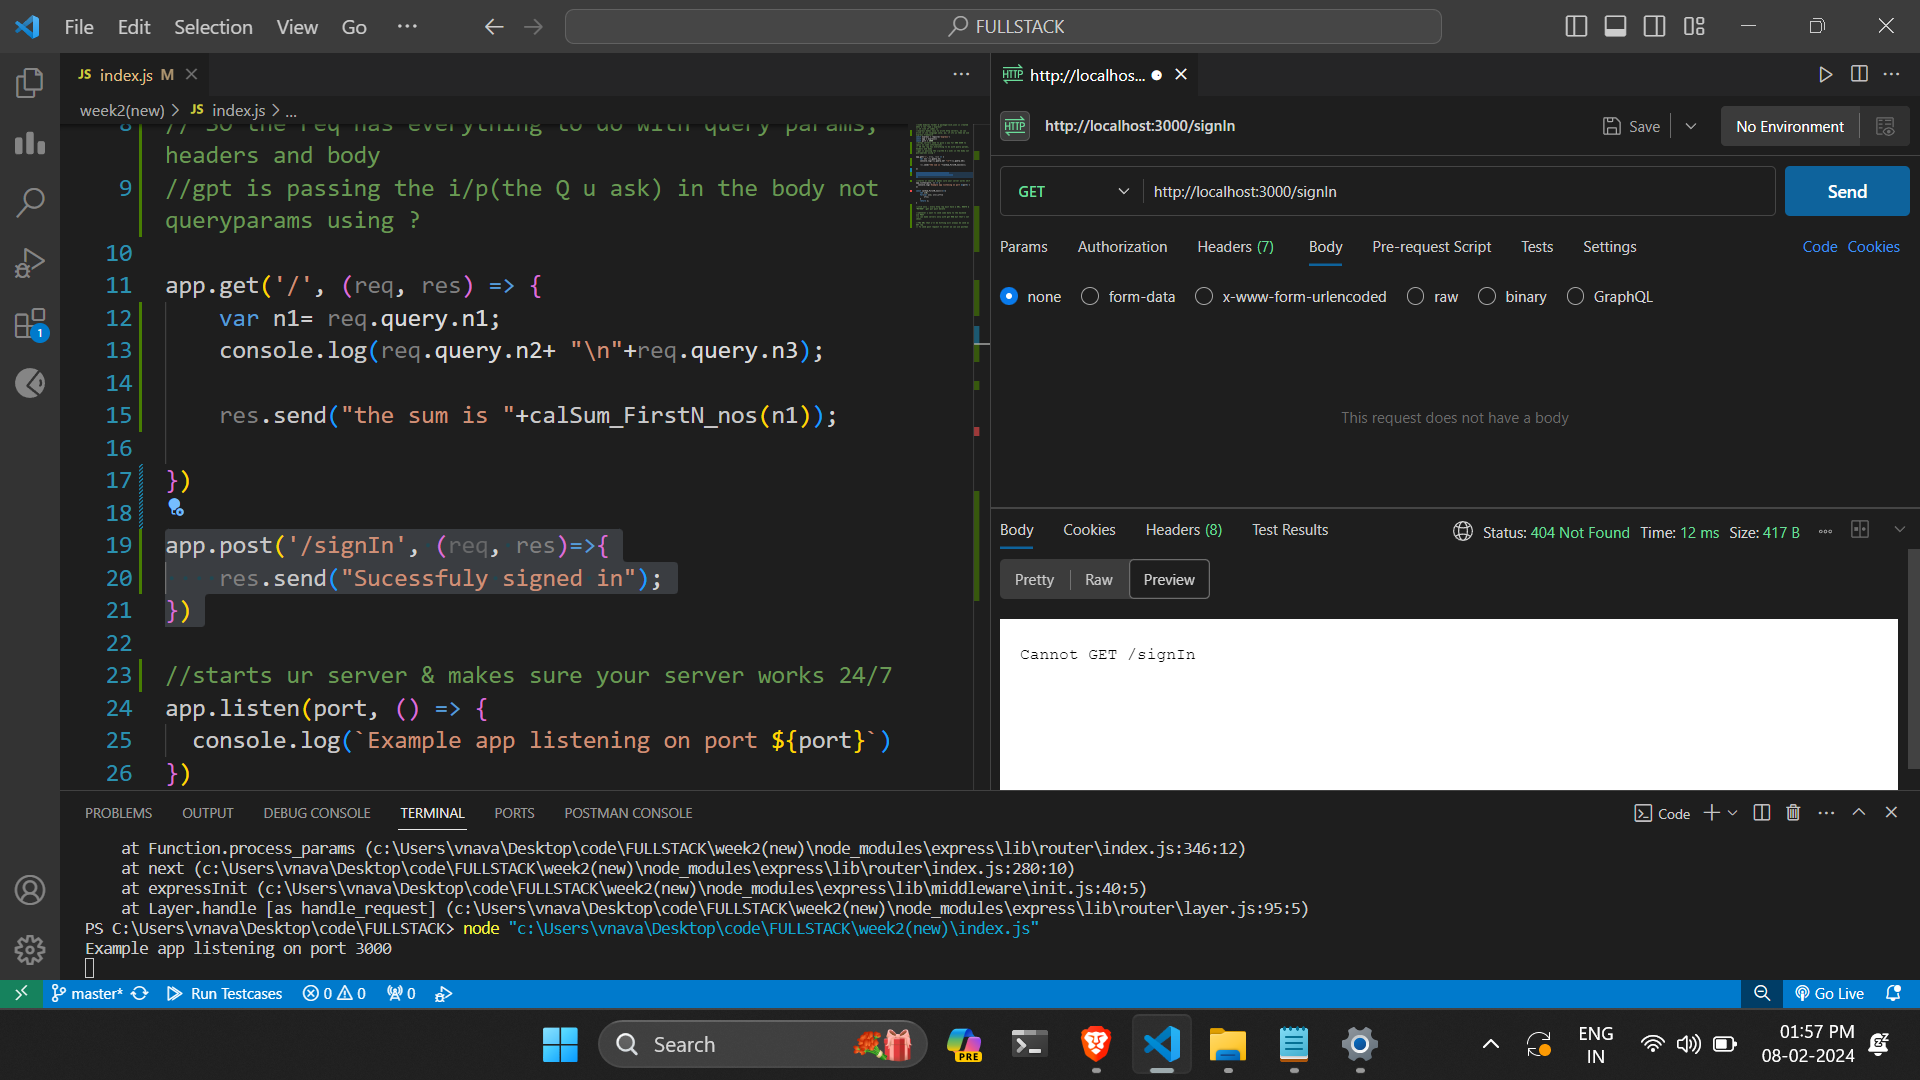 File Edit Selection View Go ···
FULLSTACK
JS index.js M
week2(new) > JS index.js > ...
8 // So the req has everything to do with query params,
headers and body
9 //gpt is passing the i/p(the Q u ask) in the body not
queryparams using ?
10
11 app.get('/', (req, res) => {
12 var n1= req.query.n1;
13 console.log(req.query.n2+ "\n"+req.query.n3);
14
15 res.send("the sum is "+calSum_FirstN_nos(n1));
16
17 })
18
19 app.post('/signIn', (req, res)=>{
20 res.send("Sucessfuly signed in");
21 })
22
23 //starts ur server & makes sure your server works 24/7
24 app.listen(port, () => {
25 console.log(`Example app listening on port ${port}`)
26 })
HTTP http://localhos...
HTTP http://localhost:3000/signIn
Save
No Environment
GET http://localhost:3000/signIn
Send
Params Authorization Headers (7) Body Pre-request Script Tests Settings Code Cookies
none form-data x-www-form-urlencoded raw binary GraphQL
This request does not have a body
Body Cookies Headers (8) Test Results Status: 404 Not Found Time: 12 ms Size: 417 B
Pretty Raw Preview
Cannot GET /signIn
PROBLEMS OUTPUT DEBUG CONSOLE TERMINAL PORTS POSTMAN CONSOLE Code
at Function.process_params (c:\Users\vnava\Desktop\code\FULLSTACK\week2(new)\node_modules\express\lib\router\index.js:346:12)
at next (c:\Users\vnava\Desktop\code\FULLSTACK\week2(new)\node_modules\express\lib\router\index.js:280:10)
at expressInit (c:\Users\vnava\Desktop\code\FULLSTACK\week2(new)\node_modules\express\lib\middleware\init.js:40:5)
at Layer.handle [as handle_request] (c:\Users\vnava\Desktop\code\FULLSTACK\week2(new)\node_modules\express\lib\router\layer.js:95:5)
PS C:\Users\vnava\Desktop\code\FULLSTACK> node "c:\Users\vnava\Desktop\code\FULLSTACK\week2(new)\index.js"
Example app listening on port 3000
1
master* Run Testcases 0 0 0 Go Live
Search
PRE
ENG
IN
01:57 PM
08-02-2024